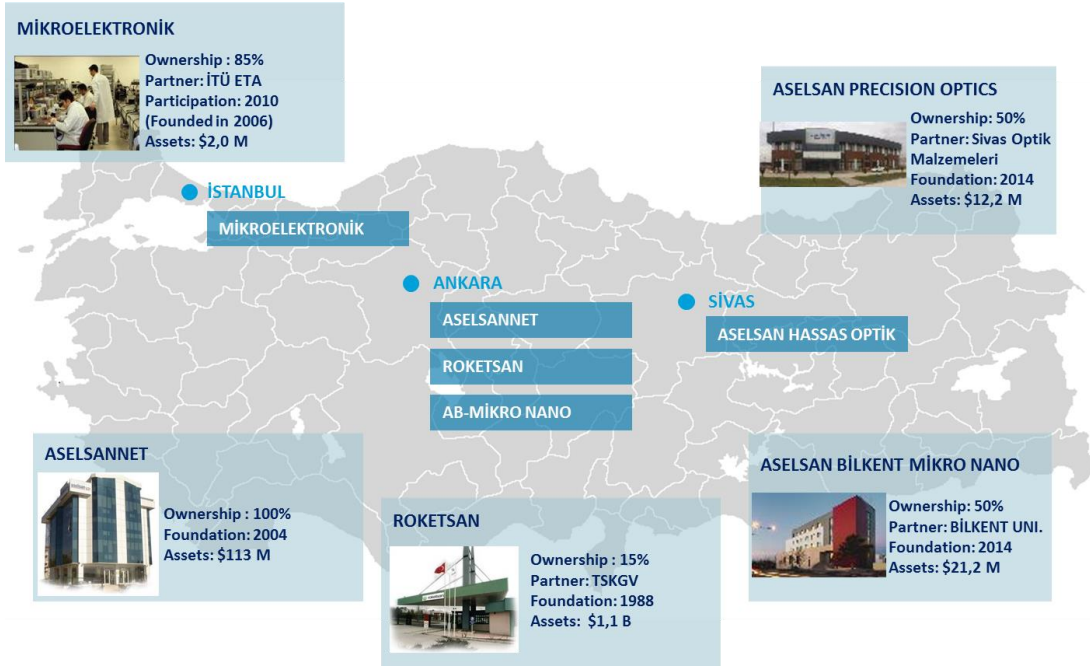 MİKROELEKTRONİK
Ownership : 85%
Partner: İTÜ ETA
Participation: 2010
(Founded in 2006)
Assets: $2,0 M
ASELSAN PRECISION OPTICS
Ownership: 50%
Partner: Sivas Optik
Malzemeleri
Foundation: 2014
Assets: $12,2 M
İSTANBUL
MİKROELEKTRONİK
ANKARA
ASELSANNET
ROKETSAN
AB-MİKRO NANO
SİVAS
ASELSAN HASSAS OPTİK
ASELSANNET
Ownership : 100%
Foundation: 2004
Assets: $113 M
ROKETSAN
Ownership : 15%
Partner: TSKGV
Foundation: 1988
Assets: $1,1 B
ASELSAN BİLKENT MİKRO NANO
Ownership: 50%
Partner: BİLKENT UNI.
Foundation: 2014
Assets: $21,2 M